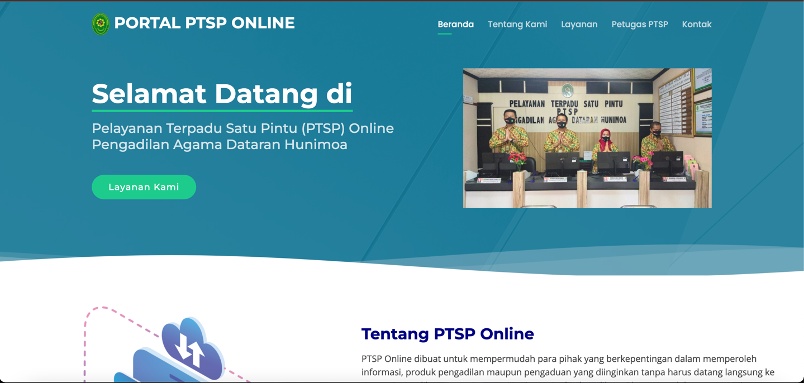 PORTAL PTSP ONLINE
Beranda Tentang Kami Layanan Petugas PTSP Kontak
Selamat Datang di
Pelayanan Terpadu Satu Pintu (PTSP) Online
Pengadilan Agama Dataran Hunimoa
Layanan Kami
PELAYANAN TERPADU SATU PINTU
PTSP
PENGADILAN AGAMA DATARAN HUNIMOA
Tentang PTSP Online
PTSP Online dibuat untuk mempermudah para pihak yang berkepentingan dalam memperoleh
informasi, produk pengadilan maupun pengaduan yang diinginkan tanpa harus datang langsung ke